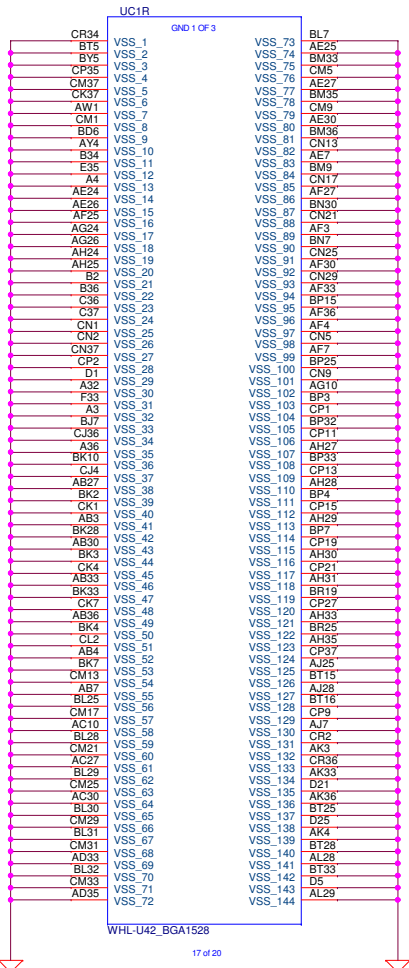 UC1R
GND 1 OF 3
CR34 VSS_1 VSS_73 BL7
BT5 VSS_2 VSS_74 AE25
BY5 VSS_3 VSS_75 BM33
CP35 VSS_4 VSS_76 CM5
CM37 VSS_5 VSS_77 AE27
CK37 VSS_6 VSS_78 BM35
AW1 VSS_7 VSS_79 CM9
CM1 VSS_8 VSS_80 AE30
BD6 VSS_9 VSS_81 BM36
AY4 VSS_10 VSS_82 CN13
B34 VSS_11 VSS_83 AE7
E35 VSS_12 VSS_84 BM9
A4 VSS_13 VSS_85 CN17
AE24 VSS_14 VSS_86 AF27
AE26 VSS_15 VSS_87 BN30
AF25 VSS_16 VSS_88 CN21
AG24 VSS_17 VSS_89 AF3
AG26 VSS_18 VSS_90 BN7
AH24 VSS_19 VSS_91 CN25
AH25 VSS_20 VSS_92 AF30
B2 VSS_21 VSS_93 CN29
B36 VSS_22 VSS_94 AF33
C36 VSS_23 VSS_95 BP15
C37 VSS_24 VSS_96 AF36
CN1 VSS_25 VSS_97 AF4
CN2 VSS_26 VSS_98 CN5
CN37 VSS_27 VSS_99 AF7
CP2 VSS_28 VSS_100 BP25
D1 VSS_29 VSS_101 CN9
A32 VSS_30 VSS_102 AG10
F33 VSS_31 VSS_103 BP3
A3 VSS_32 VSS_104 CP1
BJ7 VSS_33 VSS_105 BP32
CJ36 VSS_34 VSS_106 CP11
A36 VSS_35 VSS_107 AH27
BK10 VSS_36 VSS_108 BP33
CJ4 VSS_37 VSS_109 CP13
AB27 VSS_38 VSS_110 AH28
BK2 VSS_39 VSS_111 BP4
CK1 VSS_40 VSS_112 CP15
AB3 VSS_41 VSS_113 AH29
BK28 VSS_42 VSS_114 BP7
AB30 VSS_43 VSS_115 CP19
BK3 VSS_44 VSS_116 AH30
CK4 VSS_45 VSS_117 CP21
AB33 VSS_46 VSS_118 AH31
BK33 VSS_47 VSS_119 BR19
CK7 VSS_48 VSS_120 CP27
AB36 VSS_49 VSS_121 AH33
BK4 VSS_50 VSS_122 BR25
CL2 VSS_51 VSS_123 AH35
AB4 VSS_52 VSS_124 CP37
BK7 VSS_53 VSS_125 AJ25
CM13 VSS_54 VSS_126 BT15
AB7 VSS_55 VSS_127 AJ28
BL25 VSS_56 VSS_128 BT16
CM17 VSS_57 VSS_129 CP9
AC10 VSS_58 VSS_130 AJ7
BL28 VSS_59 VSS_131 CR2
CM21 VSS_60 VSS_132 AK3
AC27 VSS_61 VSS_133 CR36
BL29 VSS_62 VSS_134 AK33
CM25 VSS_63 VSS_135 D21
AC30 VSS_64 VSS_136 AK36
BL30 VSS_65 VSS_137 BT25
CM29 VSS_66 VSS_138 D25
BL31 VSS_67 VSS_139 AK4
CM31 VSS_68 VSS_140 BT28
AD33 VSS_69 VSS_141 AL28
BL32 VSS_70 VSS_142 BT33
CM33 VSS_71 VSS_143 D5
AD35 VSS_72 VSS_144 AL29
WHL-U42_BGA1528
17 of 20